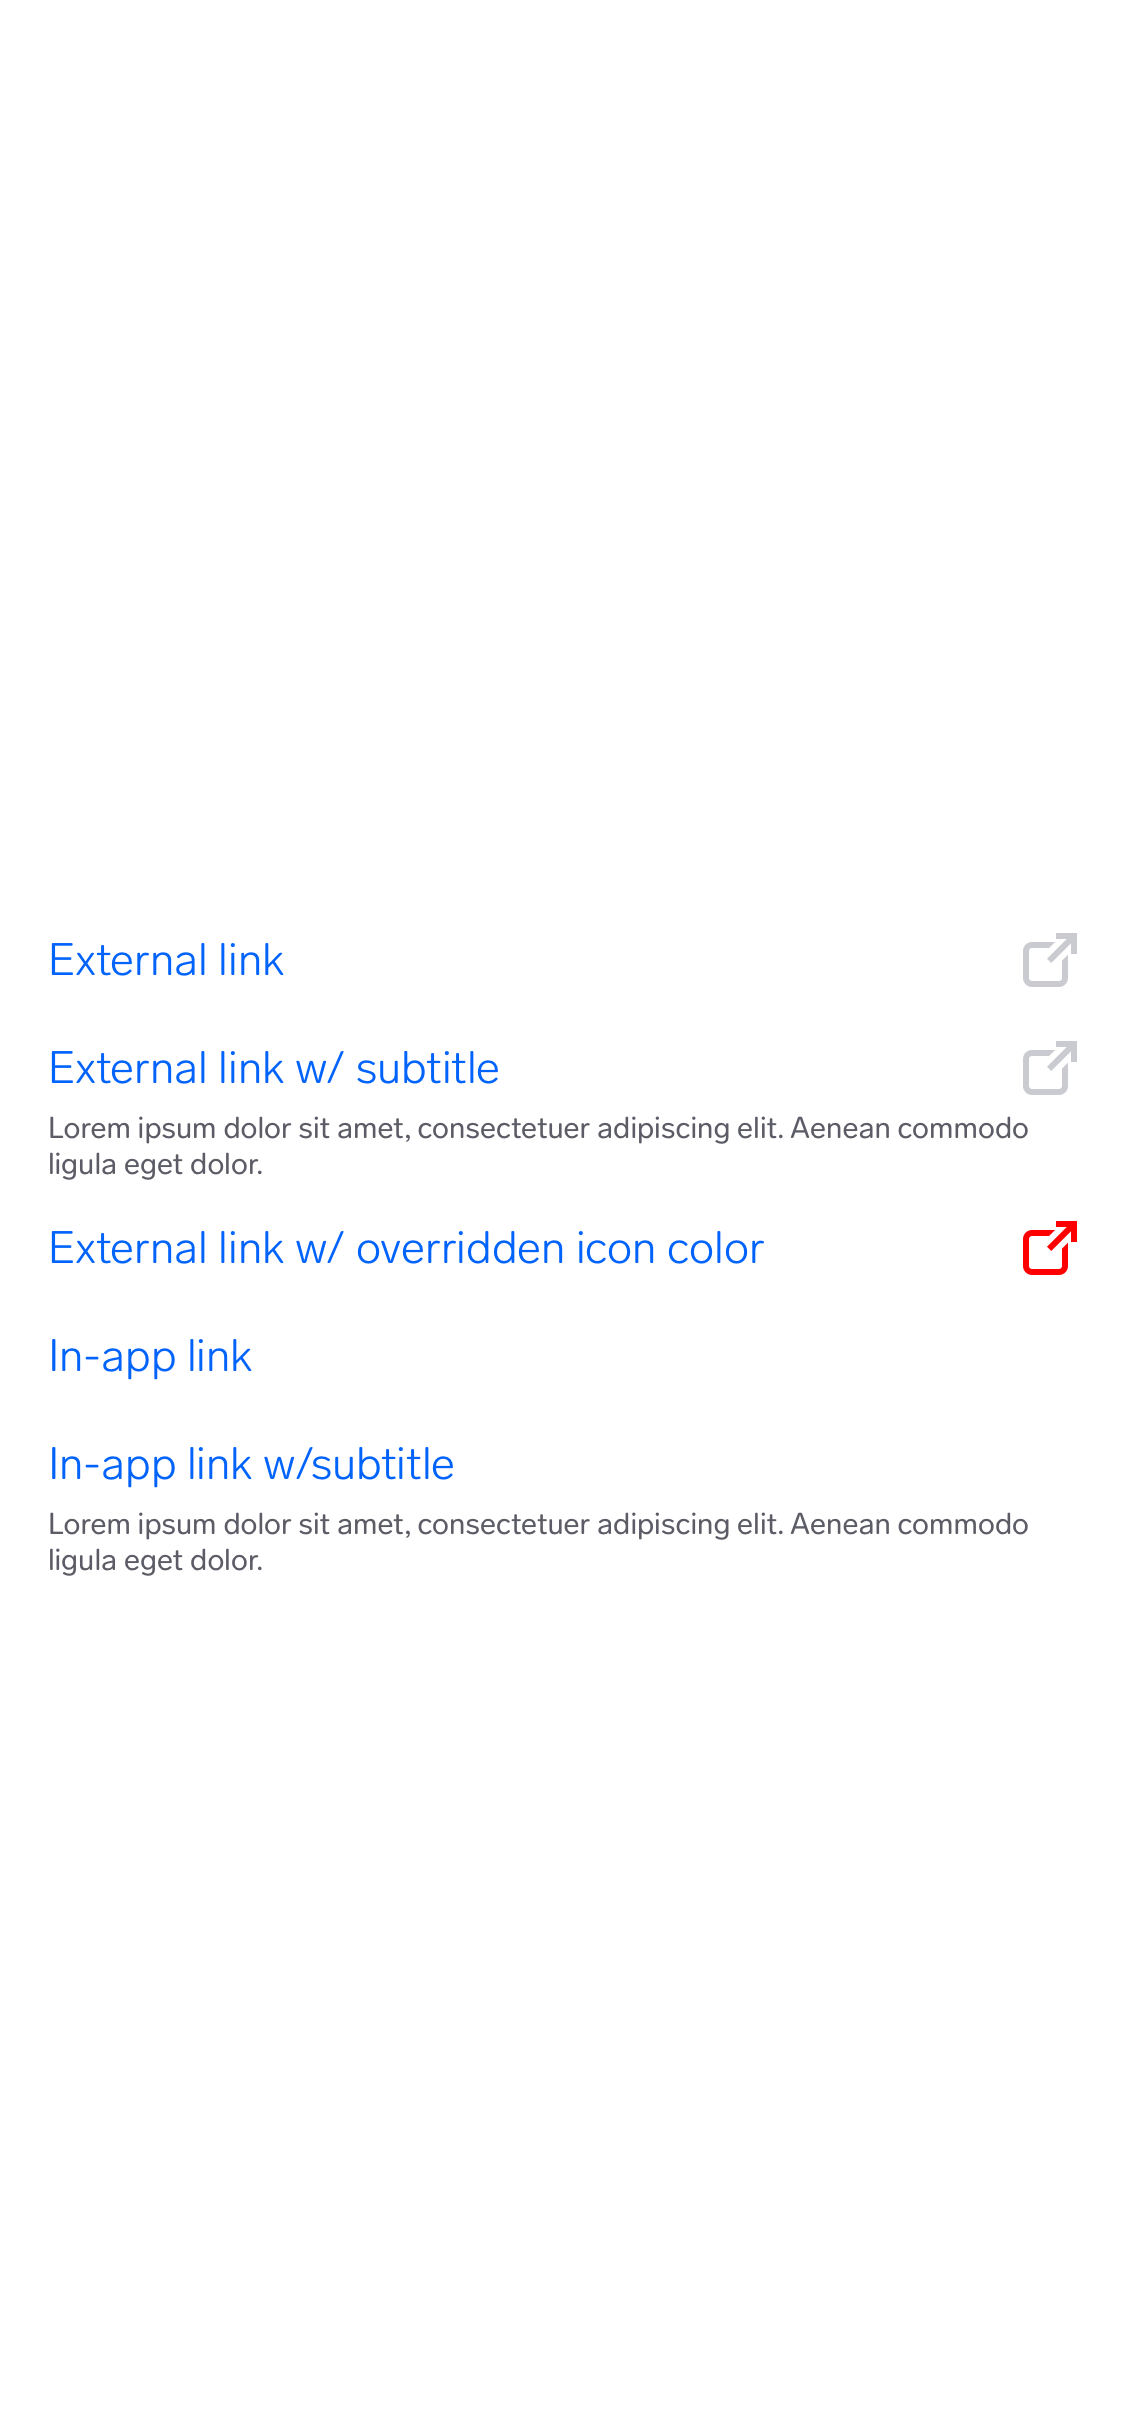 External link
External link w/ subtitle
Lorem ipsum dolor sit amet, consectetuer adipiscing elit. Aenean commodo
ligula eget dolor.
External link w/ overridden icon color
In-app link
In-app link w/subtitle
Lorem ipsum dolor sit amet, consectetuer adipiscing elit. Aenean commodo
ligula eget dolor.